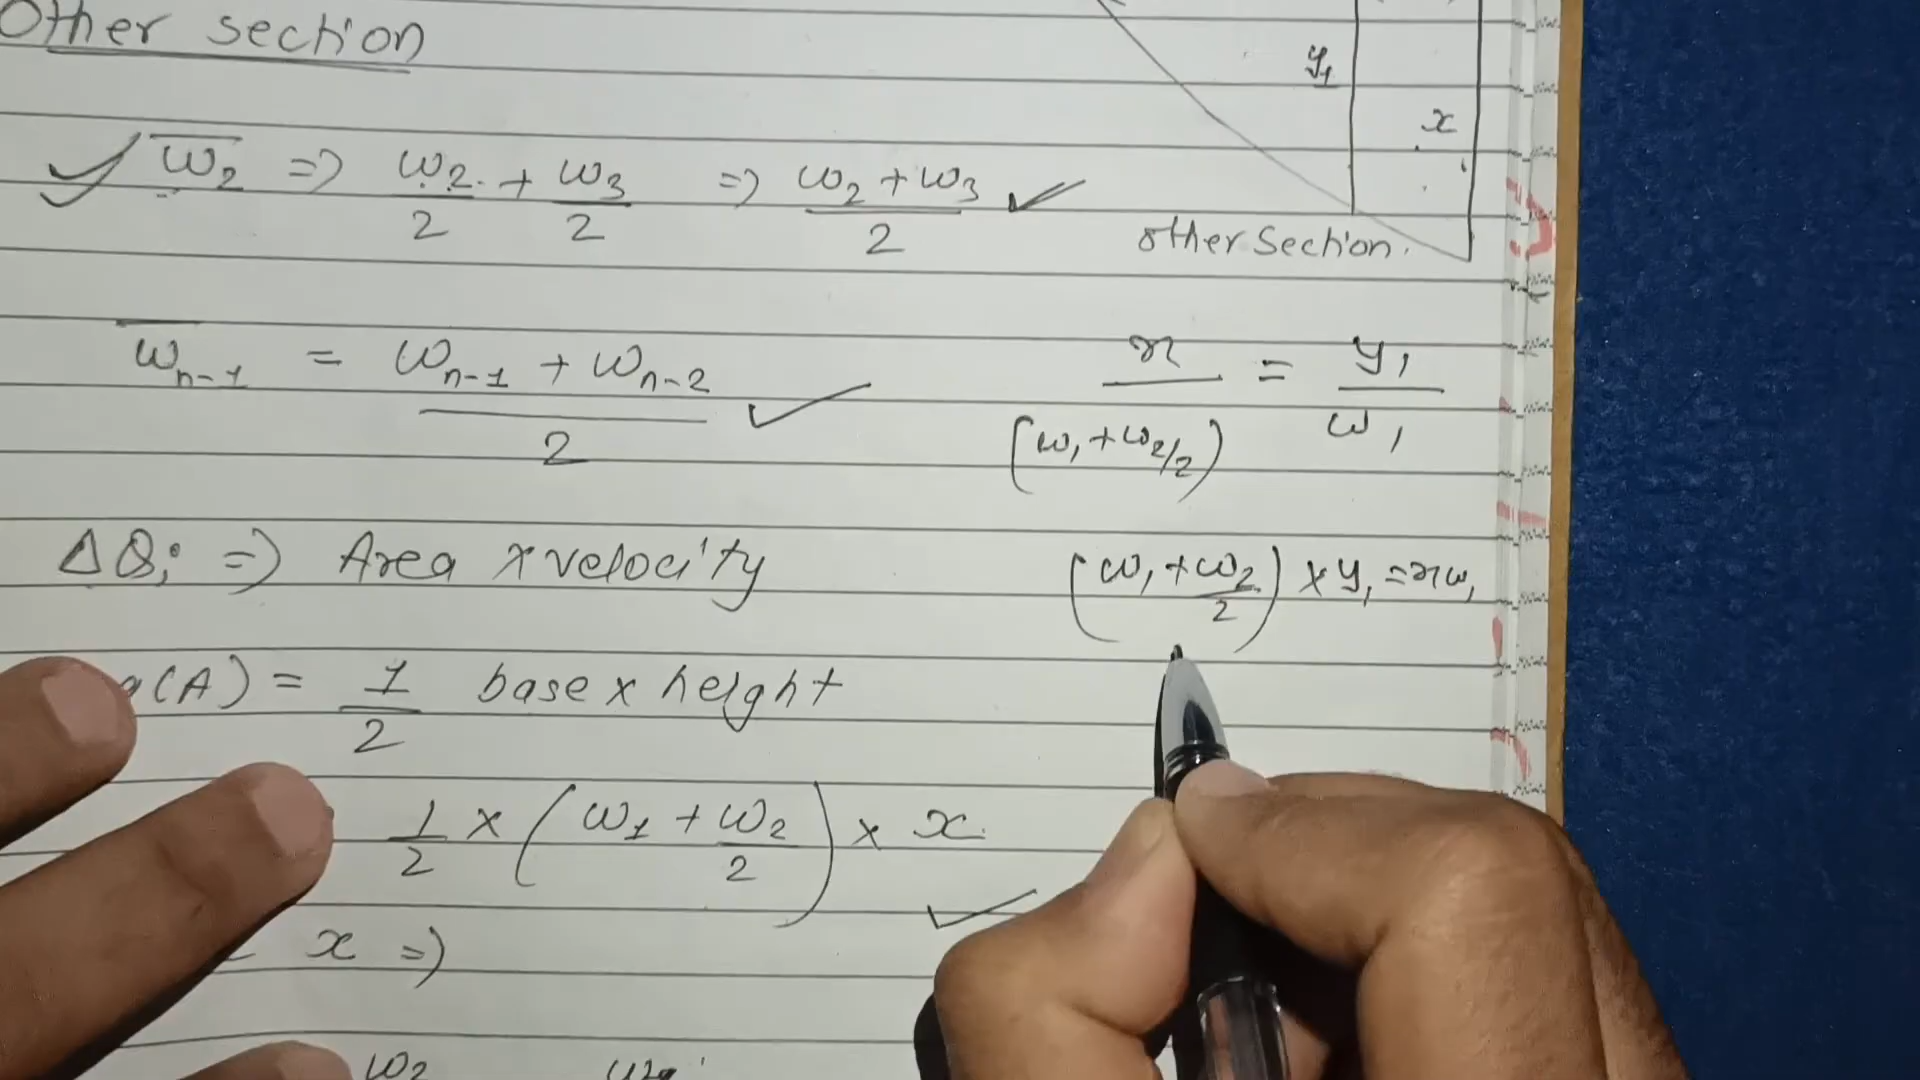 Other section
y1
x
w̅2 => w2/2 + w3/2 => (w2 + w3)/2
other section.
w̅n-1 = (wn-1 + wn-2)/2
x/(w1 + w2/2) = y1/w1
ΔQi => Area x velocity
(w1 + w2/2) x y1 = xw1
a(A) = 1/2 base x height
1/2 x (w1 + w2/2) x x
x =>
w2